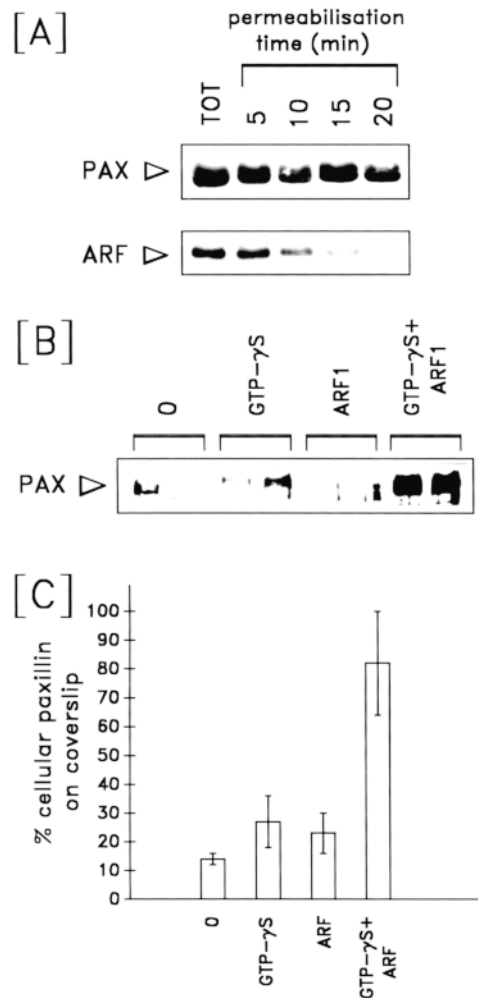 [A]
permeabilisation
time (min)
TOT 5 10 15 20
PAX
ARF
[B]
0 GTP-γS ARF1 GTP-γS+ ARF1
PAX
[C]
% cellular paxillin
on coverslip
100
90
80
70
60
50
40
30
20
10
0
0 GTP-γS ARF GTP-γS+ ARF